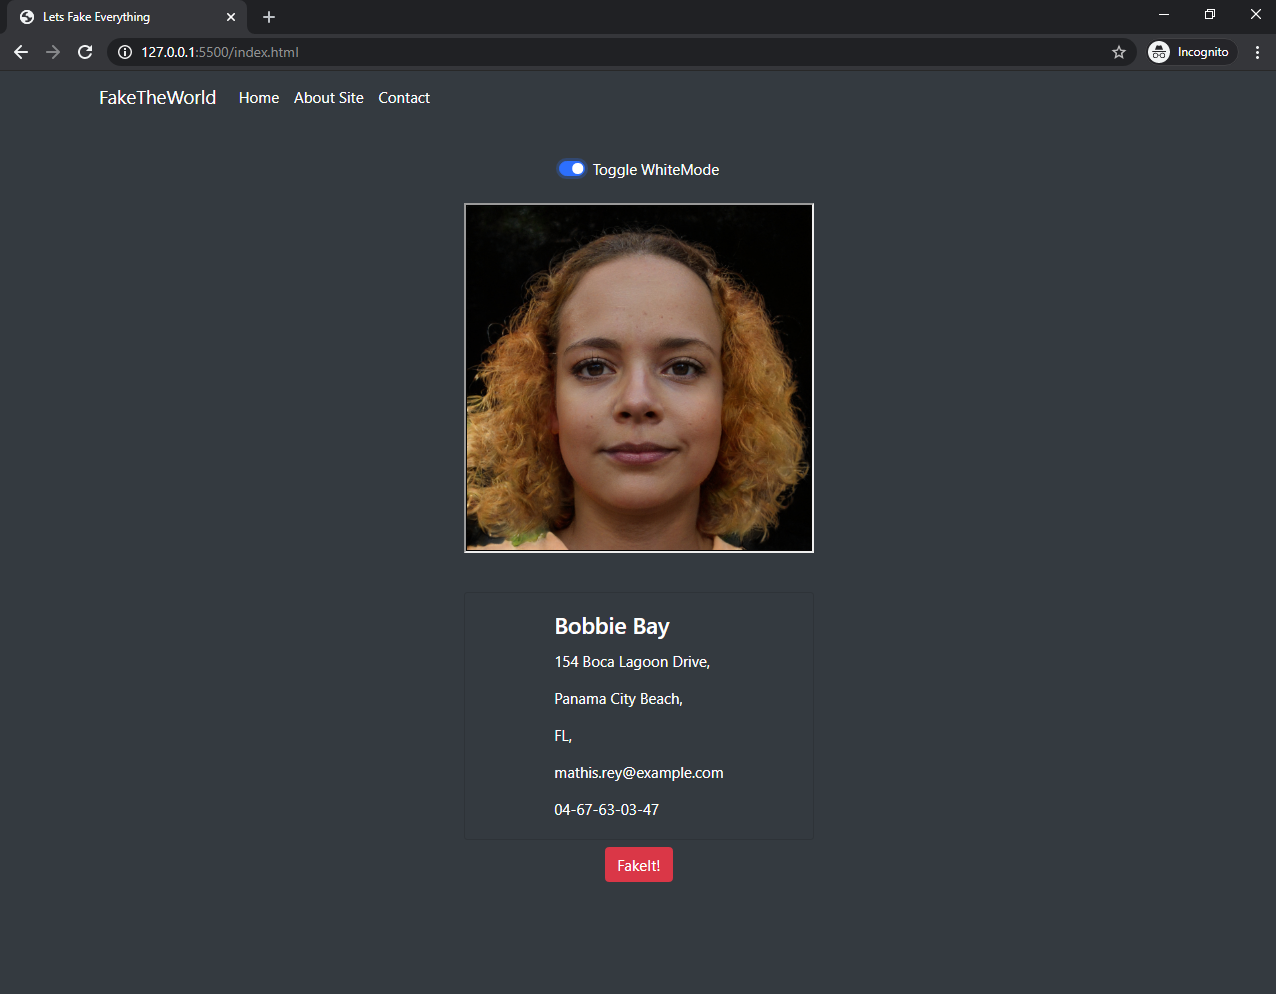 Lets Fake Everything
127.0.0.1:5500/index.html
Incognito
FakeTheWorld Home About Site Contact
Toggle WhiteMode
Bobbie Bay
154 Boca Lagoon Drive,
Panama City Beach,
FL,
mathis.rey@example.com
04-67-63-03-47
FakeIt!